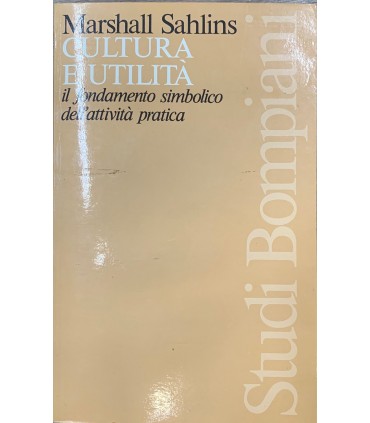 Marshall Sahlins
CULTURA
E UTILITÀ
il fondamento simbolico
dell'attività pratica
Studi Bompiani